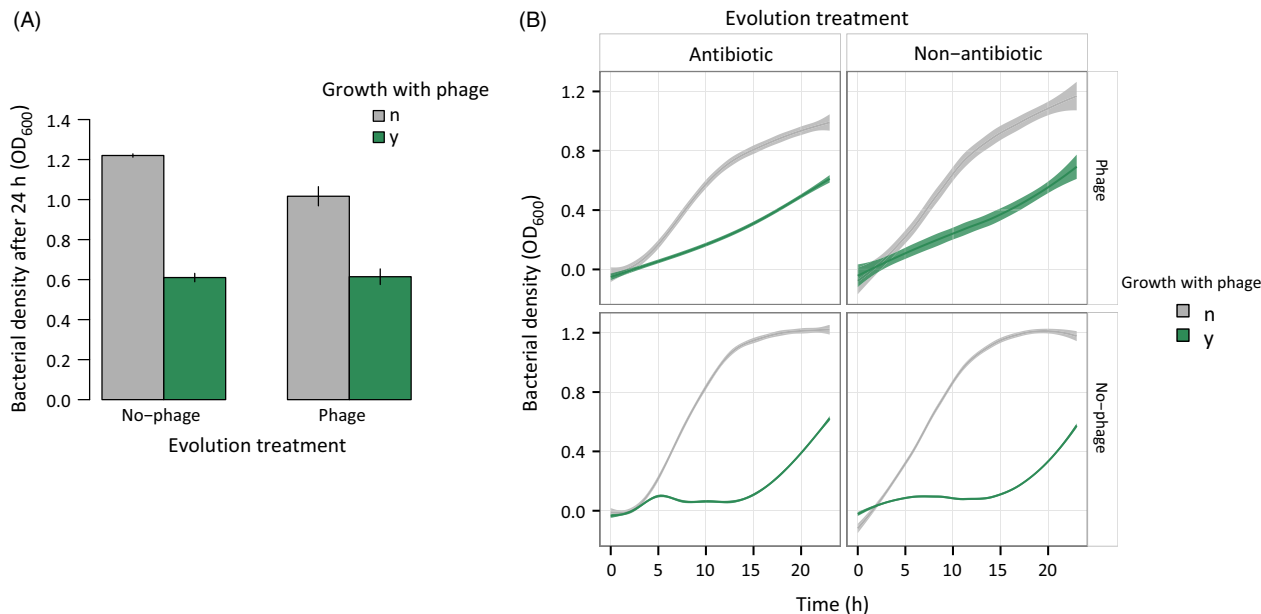 (A)
Growth with phage
n
y
Bacterial density after 24 h (OD600)
1.4
1.2
1.0
0.8
0.6
0.4
0.2
0.0
No−phage
Phage
Evolution treatment
(B)
Evolution treatment
Antibiotic
Non−antibiotic
Bacterial density (OD600)
1.2
0.8
0.4
0.0
Phage
1.2
0.8
0.4
0.0
No−phage
0 5 10 15 20
0 5 10 15 20
Time (h)
Growth with phage
n
y